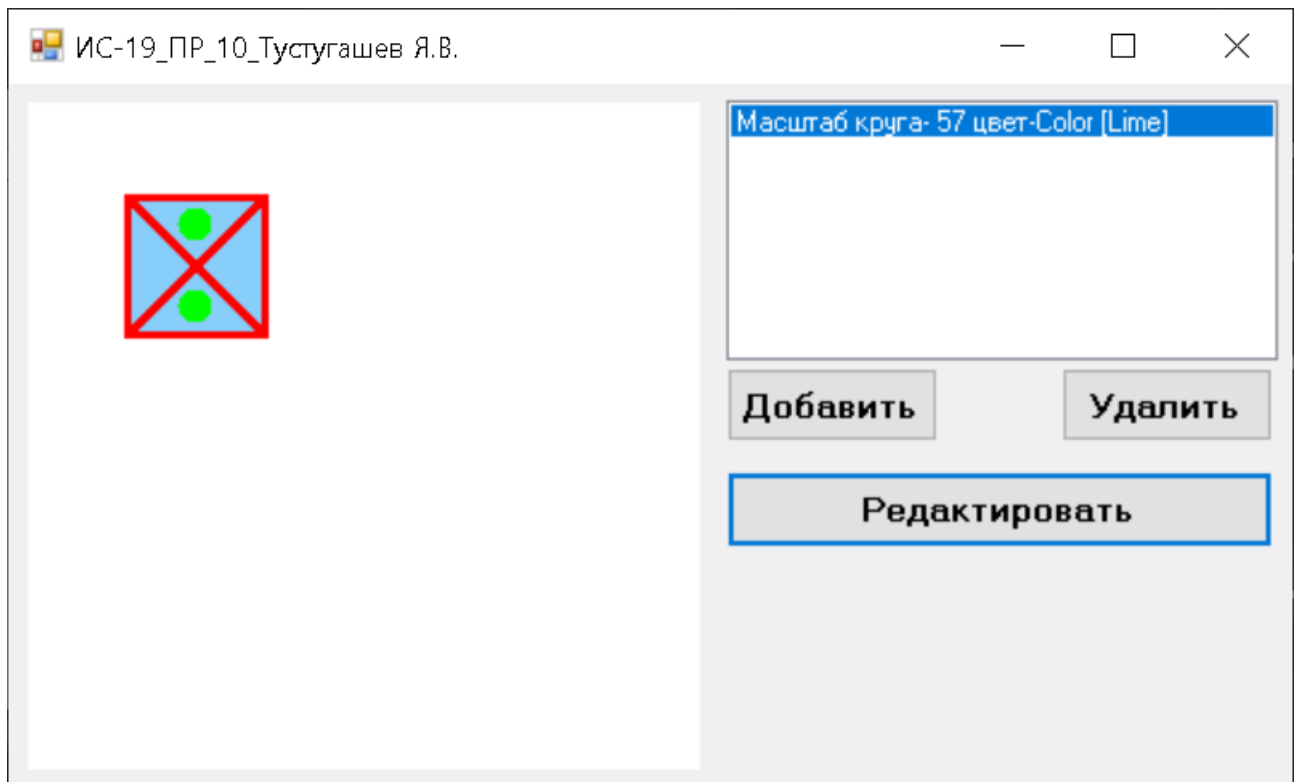 ИС-19_ПР_10_Тустугашев Я.В.
Масштаб круга- 57 цвет-Color [Lime]
Добавить
Удалить
Редактировать